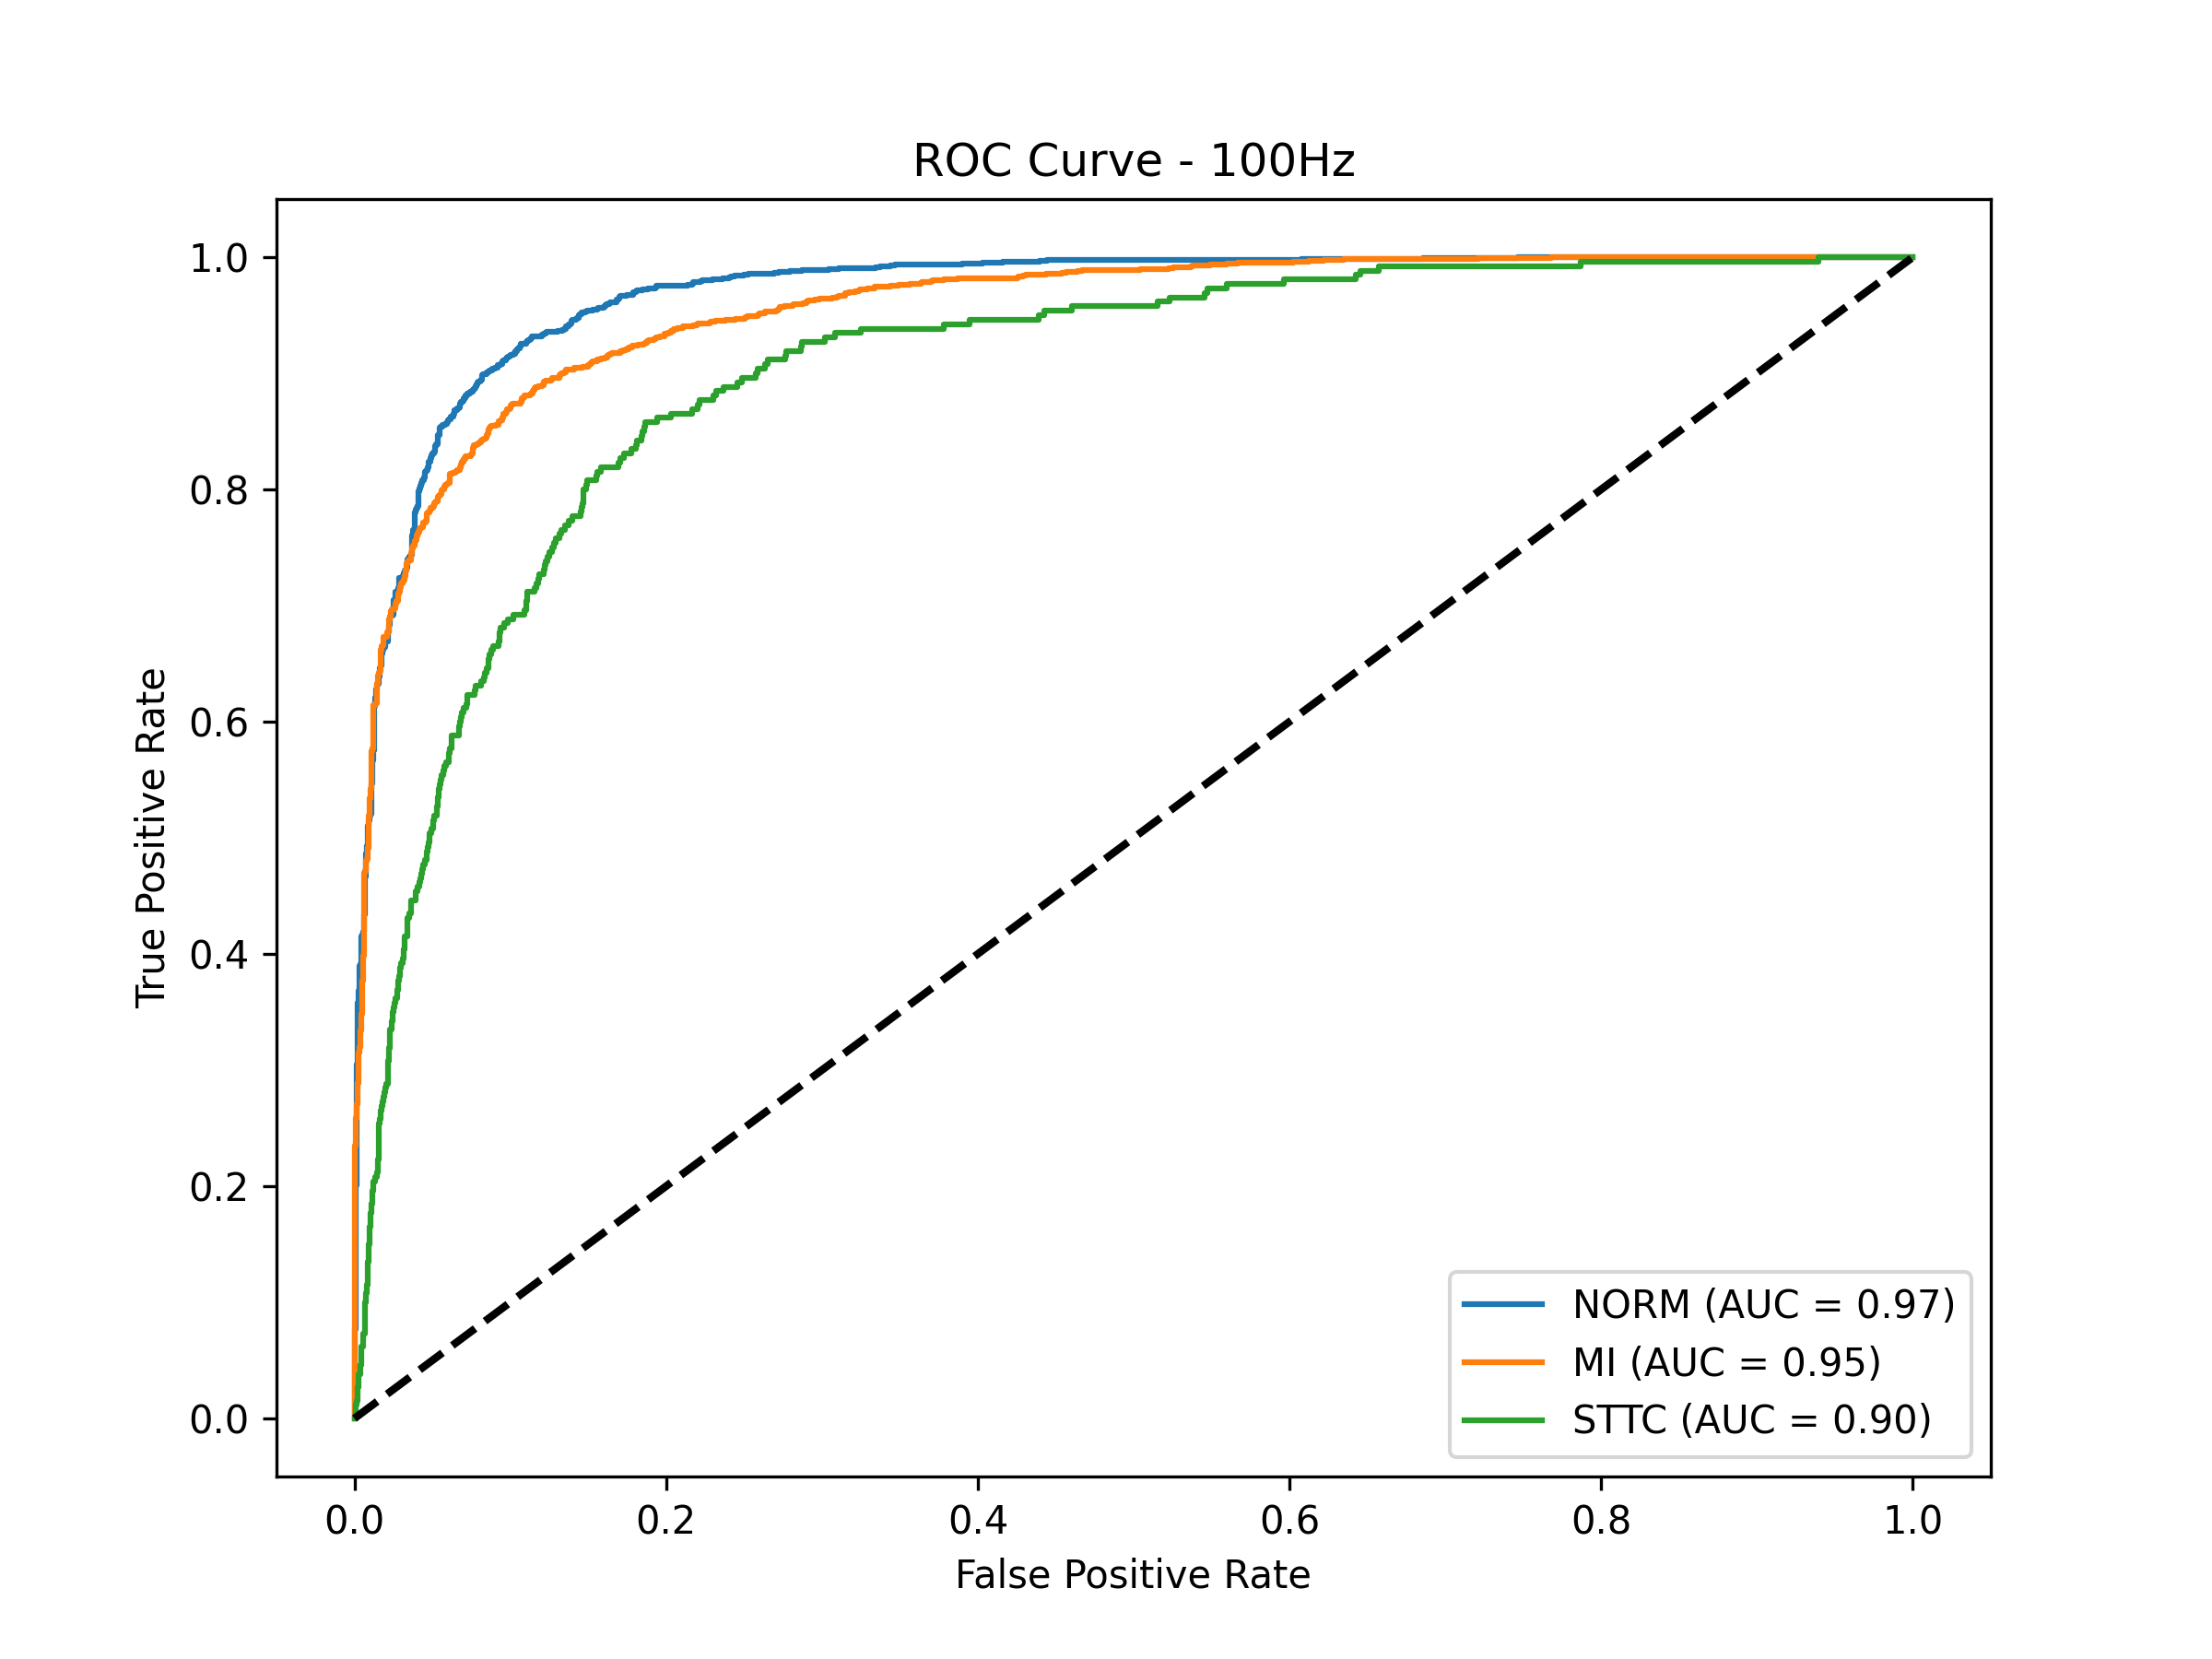 ROC Curve - 100Hz
True Positive Rate
1.0
0.8
0.6
0.4
0.2
0.0
0.0 0.2 0.4 0.6 0.8 1.0
False Positive Rate
NORM (AUC = 0.97)
MI (AUC = 0.95)
STTC (AUC = 0.90)